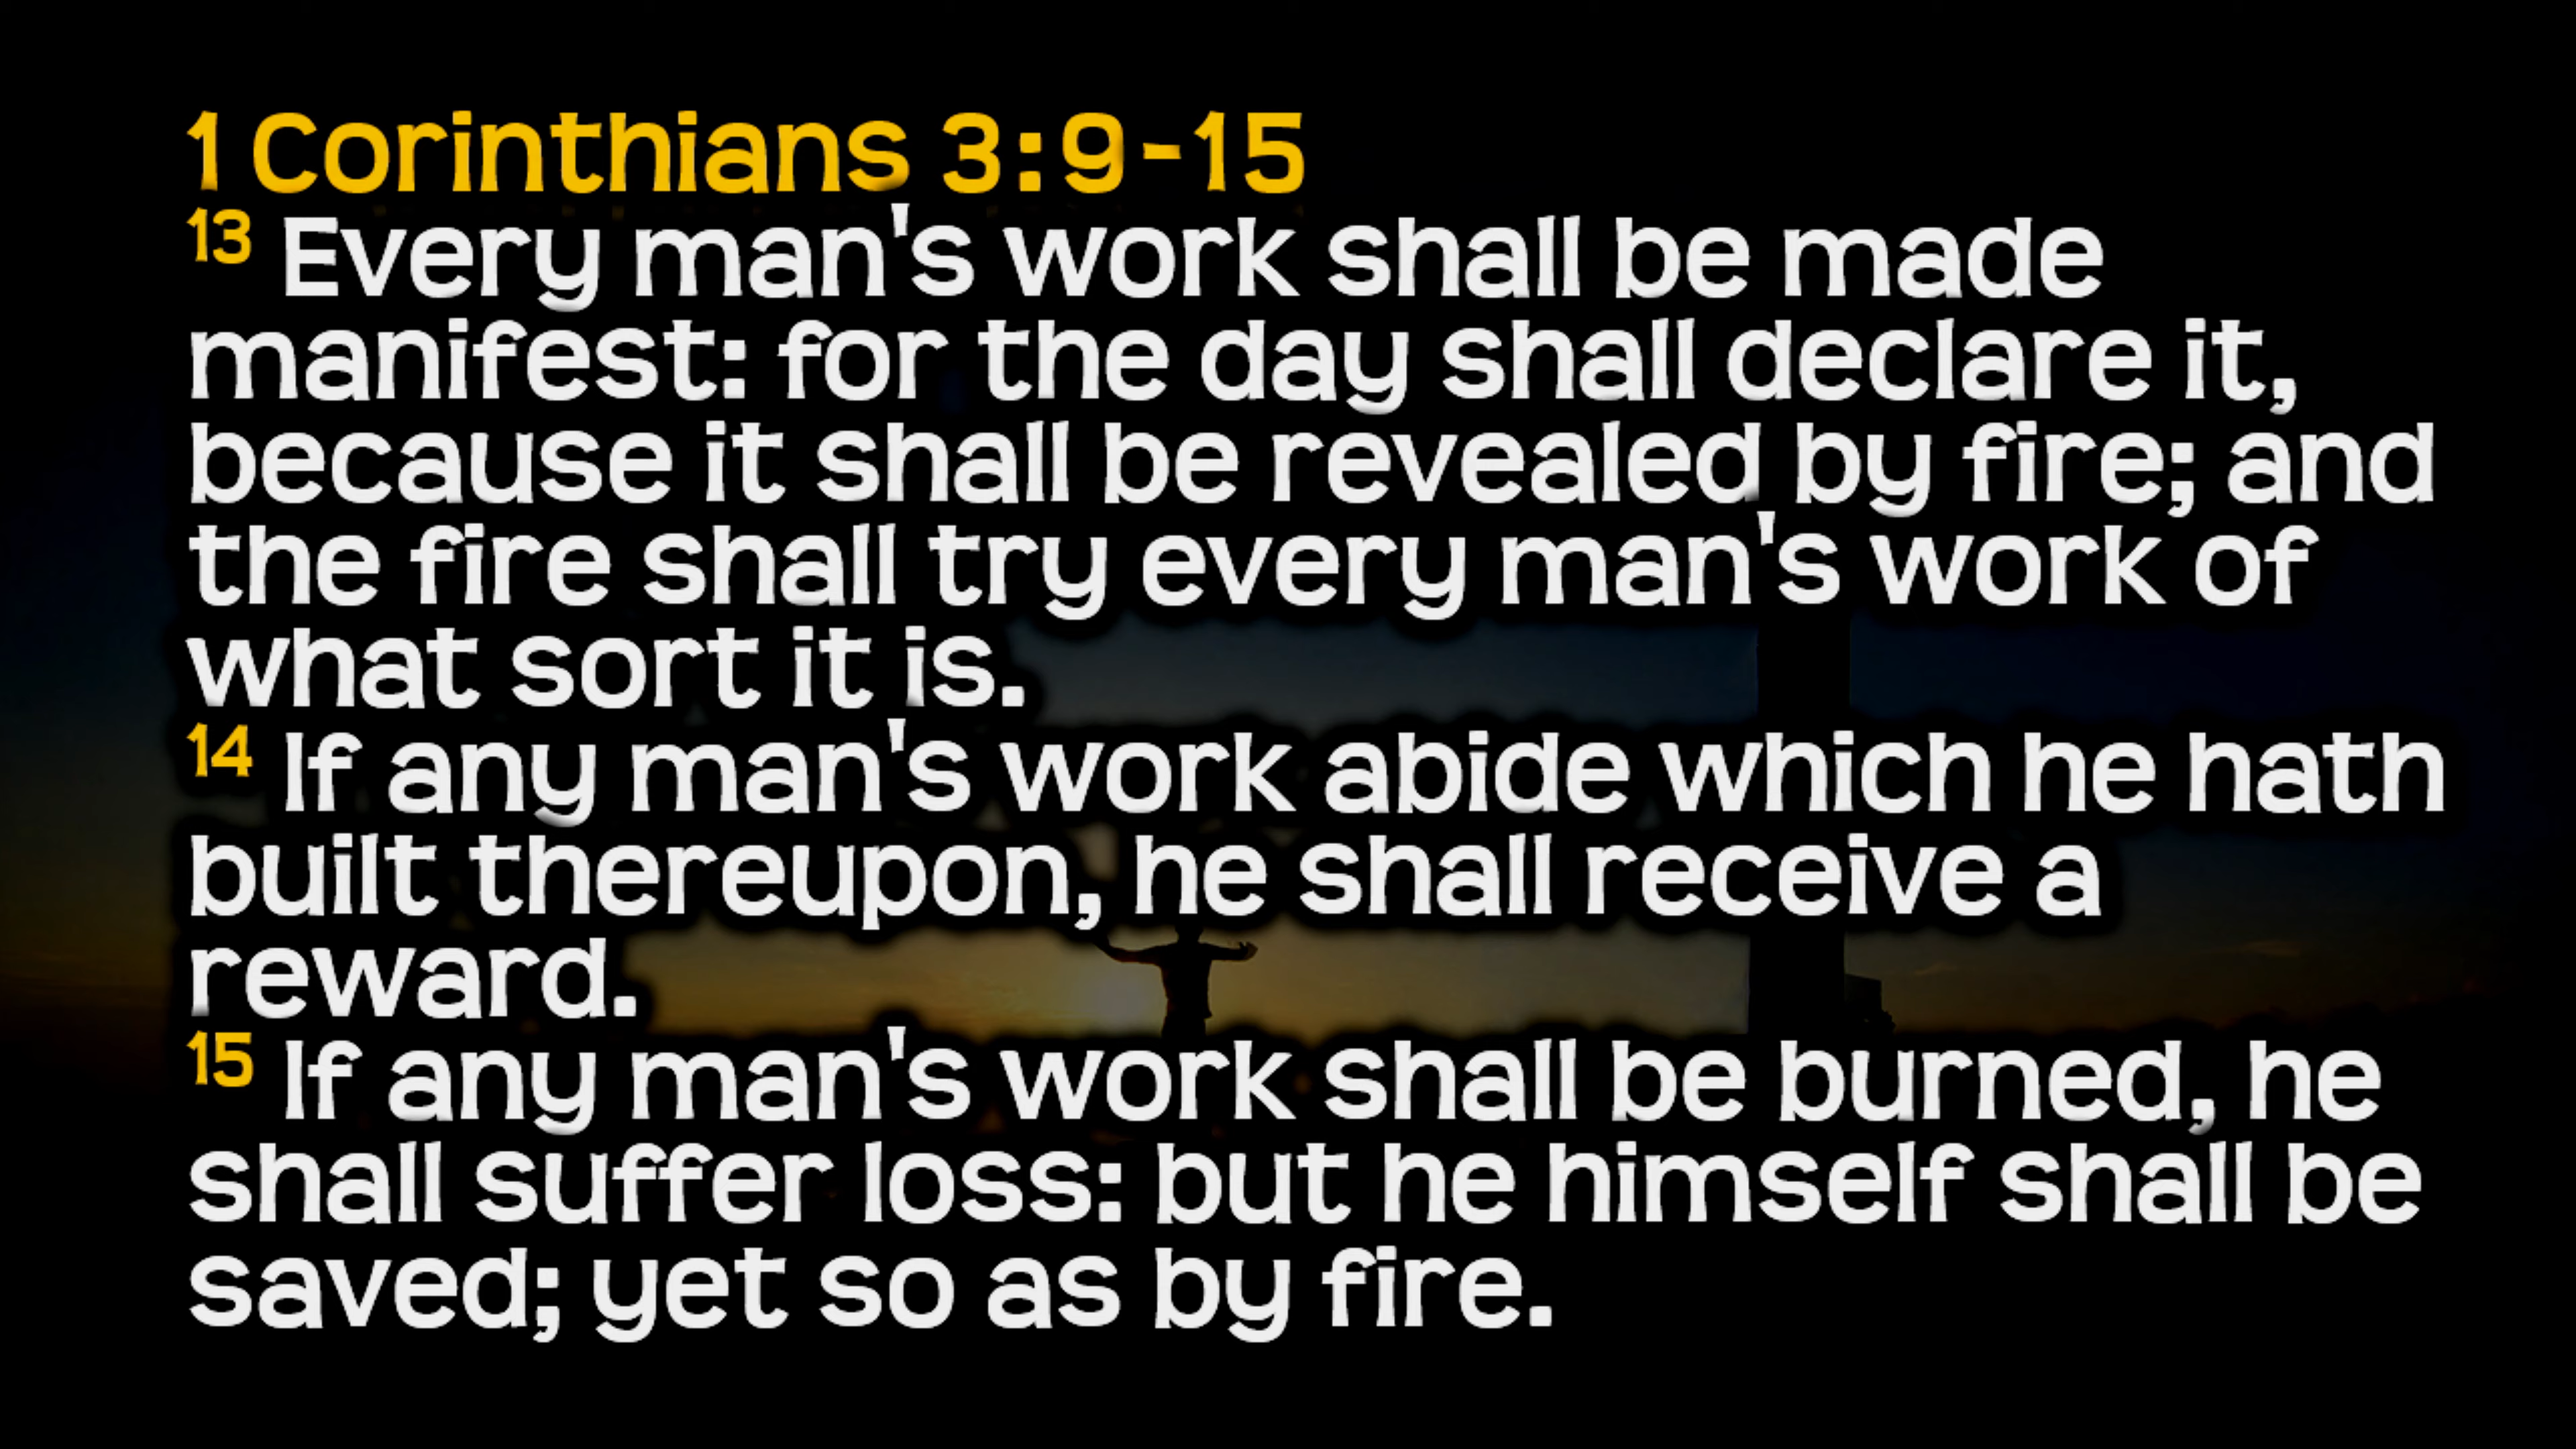 1 Corinthians 3:9-15
13 Every man's work shall be made
manifest: for the day shall declare it,
because it shall be revealed by fire; and
the fire shall try every man's work of
what sort it is.
14 If any man's work abide which he hath
built thereupon, he shall receive a
reward.
15 If any man's work shall be burned, he
shall suffer loss: but he himself shall be
saved; yet so as by fire.